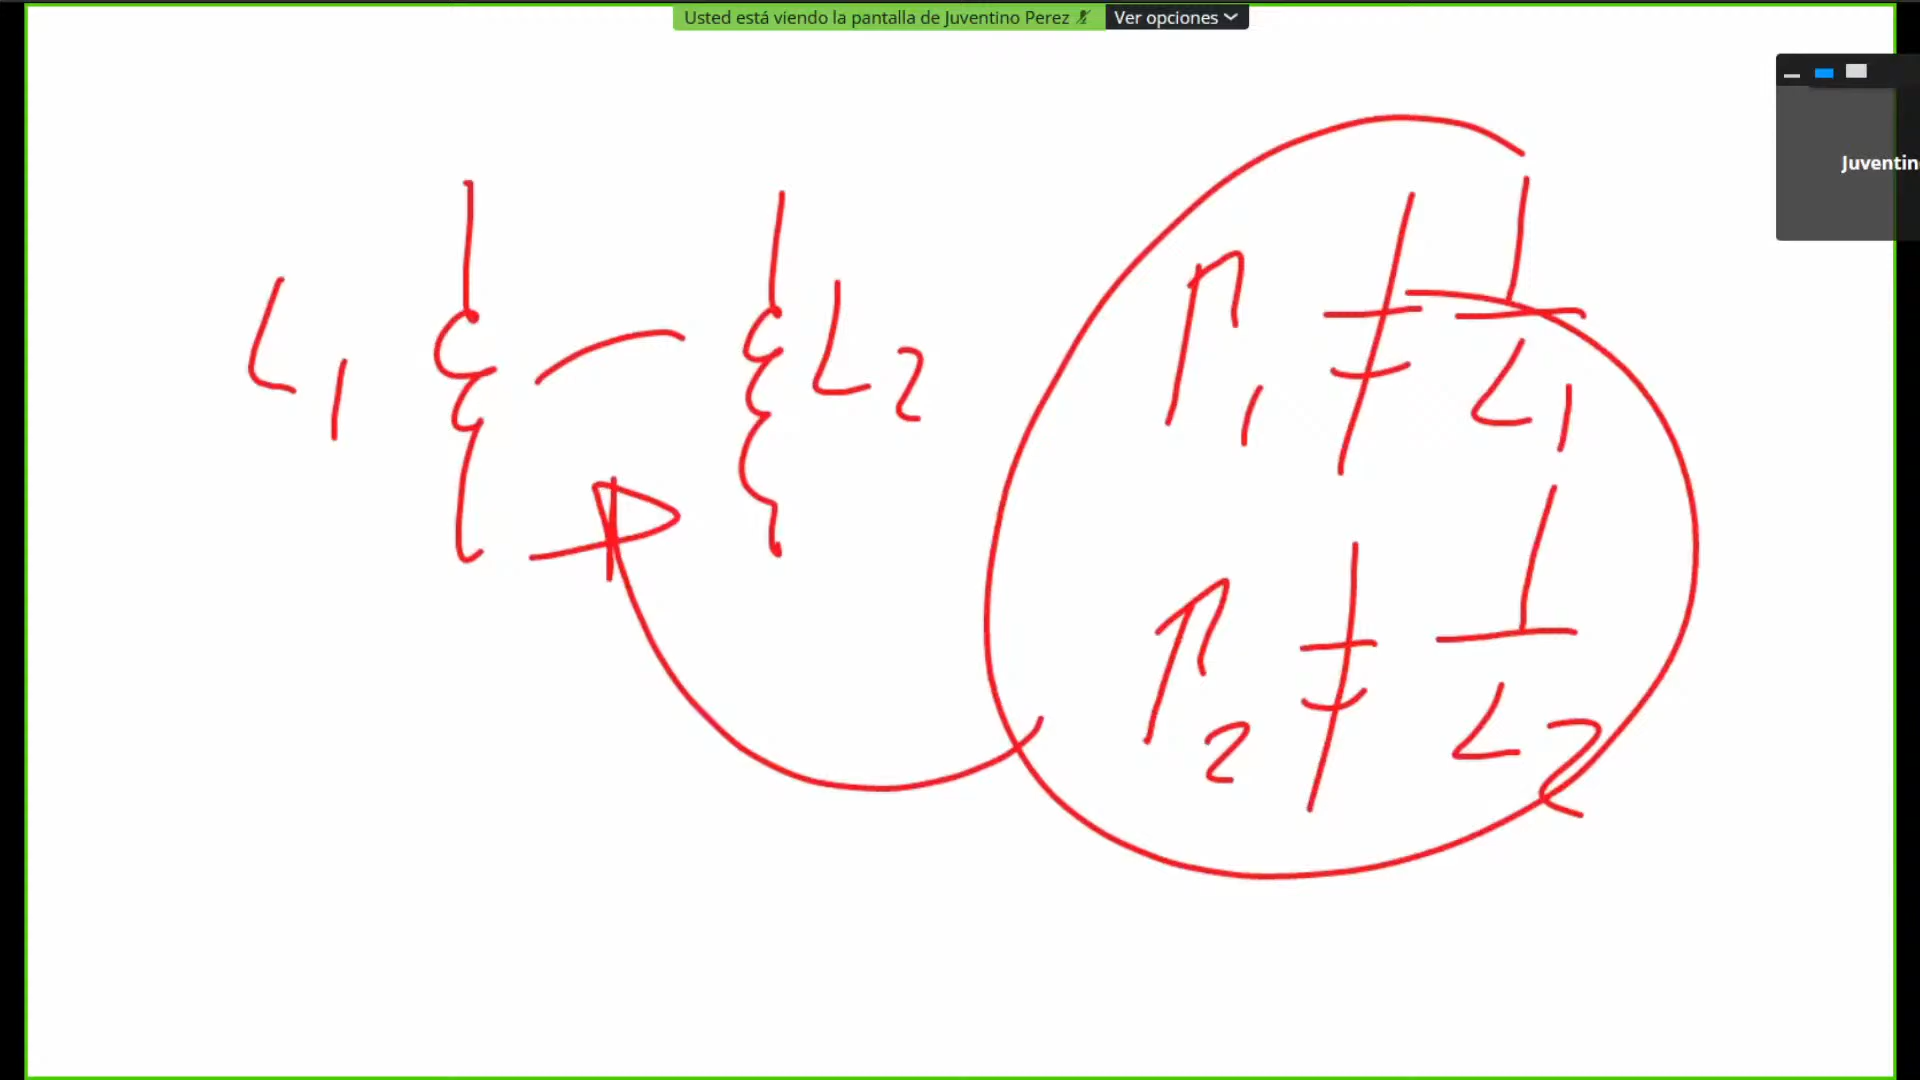 Usted está viendo la pantalla de Juventino Perez Ver opciones
Juventin
L1 L2
Γ1 ≠ 1/L1
Γ2 ≠ 1/L2